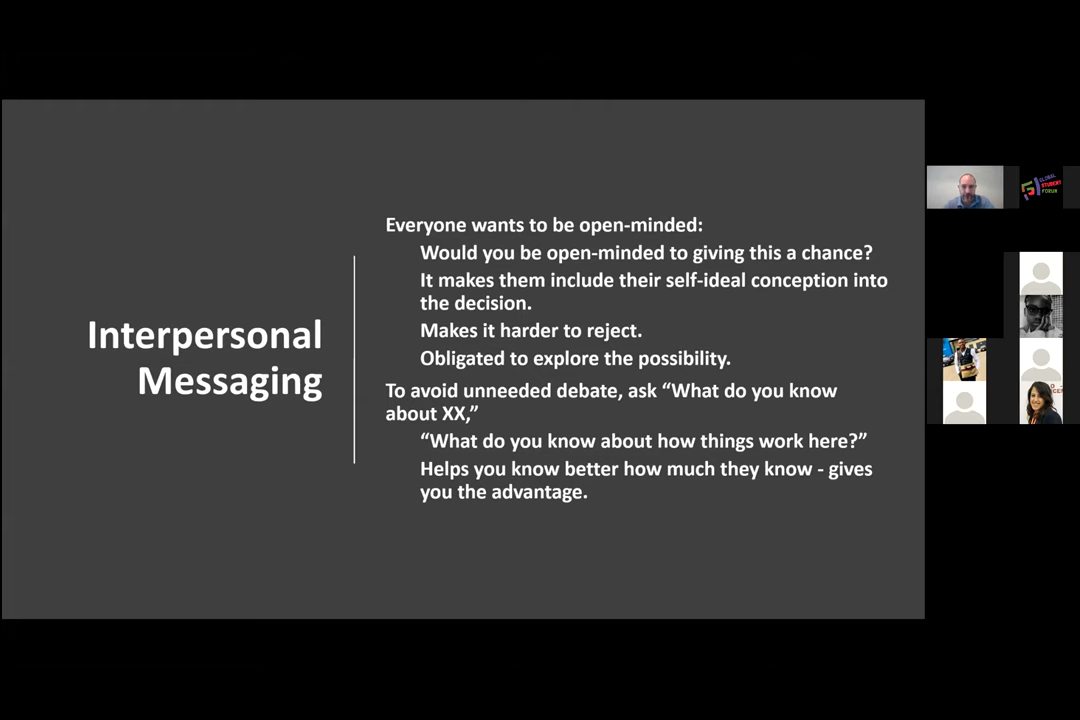 Interpersonal
Messaging
Everyone wants to be open-minded:
Would you be open-minded to giving this a chance?
It makes them include their self-ideal conception into
the decision.
Makes it harder to reject.
Obligated to explore the possibility.
To avoid unneeded debate, ask “What do you know
about XX,”
“What do you know about how things work here?”
Helps you know better how much they know - gives
you the advantage.
GLOBAL
STUDENT
FORUM